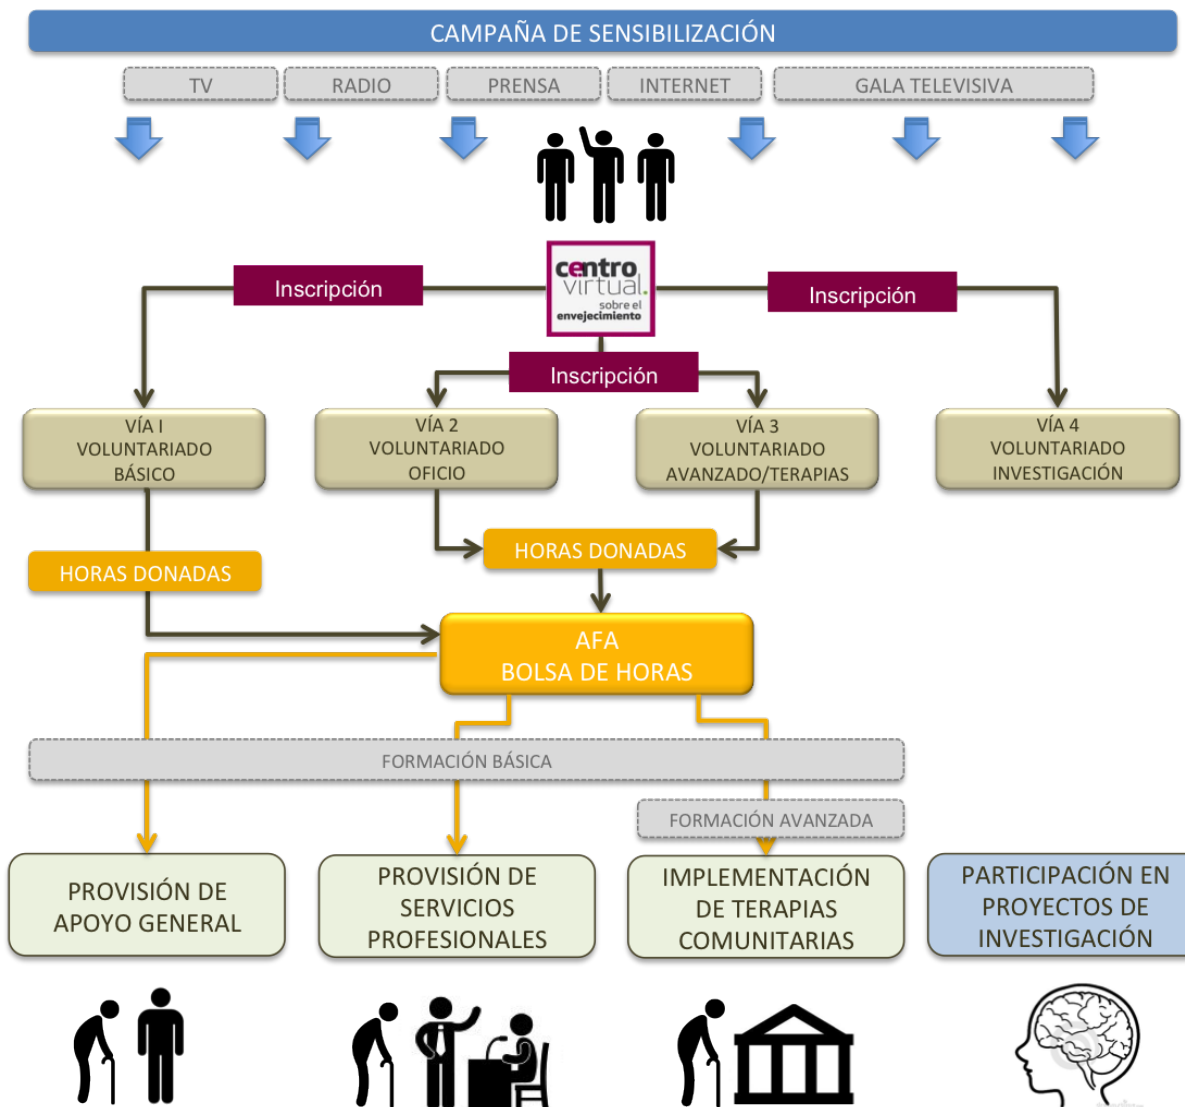 CAMPAÑA DE SENSIBILIZACIÓN
TV
RADIO
PRENSA
INTERNET
GALA TELEVISIVA
centro
virtual.
sobre el
envejecimiento
Inscripción
Inscripción
Inscripción
VÍA I
VOLUNTARIADO
BÁSICO
VÍA 2
VOLUNTARIADO
OFICIO
VÍA 3
VOLUNTARIADO
AVANZADO/TERAPIAS
VÍA 4
VOLUNTARIADO
INVESTIGACIÓN
HORAS DONADAS
HORAS DONADAS
AFA
BOLSA DE HORAS
FORMACIÓN BÁSICA
FORMACIÓN AVANZADA
PROVISIÓN DE
APOYO GENERAL
PROVISIÓN DE
SERVICIOS
PROFESIONALES
IMPLEMENTACIÓN
DE TERAPIAS
COMUNITARIAS
PARTICIPACIÓN EN
PROYECTOS DE
INVESTIGACIÓN